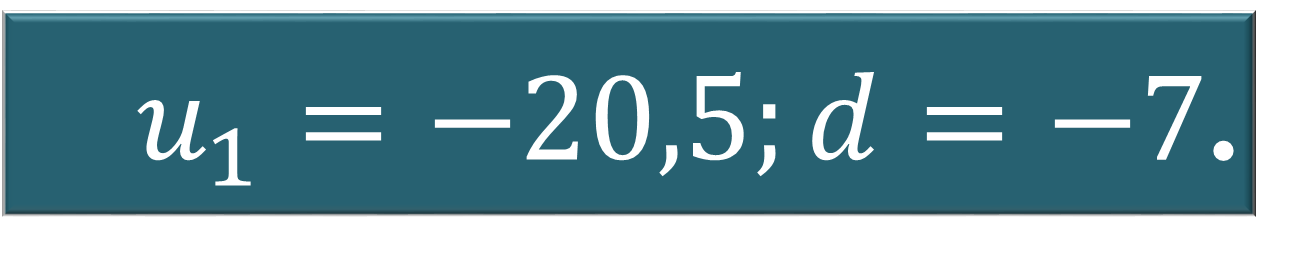 u₁ = −20,5; d = −7.